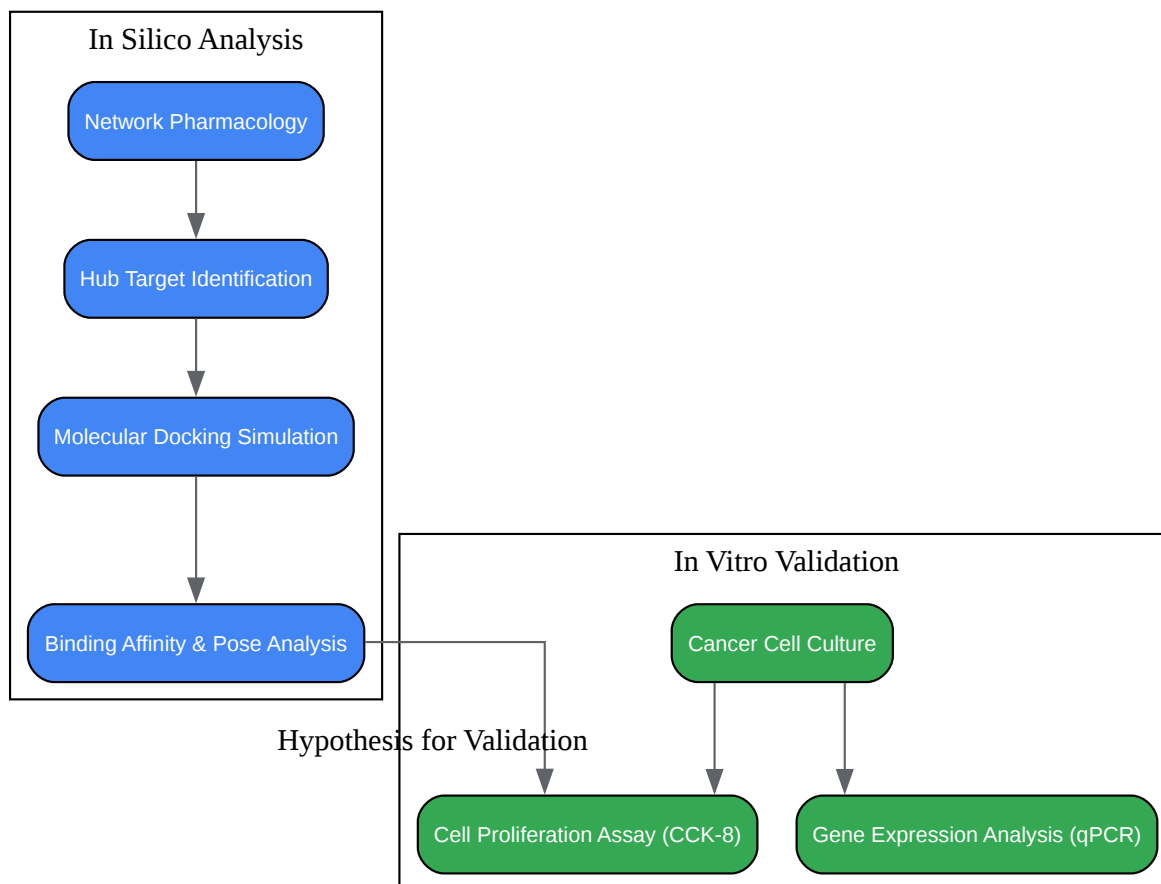 In Silico Analysis
Network Pharmacology
Hub Target Identification
Molecular Docking Simulation
Binding Affinity & Pose Analysis
In Vitro Validation
Cancer Cell Culture
Hypothesis for Validation
Cell Proliferation Assay (CCK-8)
Gene Expression Analysis (qPCR)